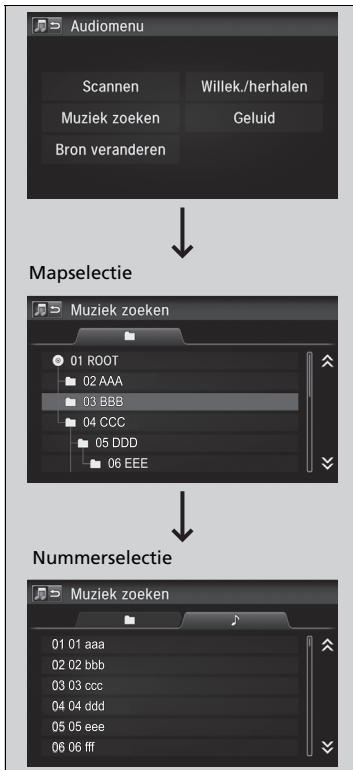 Audiomenu
Scannen Willek./herhalen
Muziek zoeken Geluid
Bron veranderen
Mapselectie
Muziek zoeken
01 ROOT
02 AAA
03 BBB
04 CCC
05 DDD
06 EEE
Nummerselectie
Muziek zoeken
01 01 aaa
02 02 bbb
03 03 ccc
04 04 ddd
05 05 eee
06 06 fff